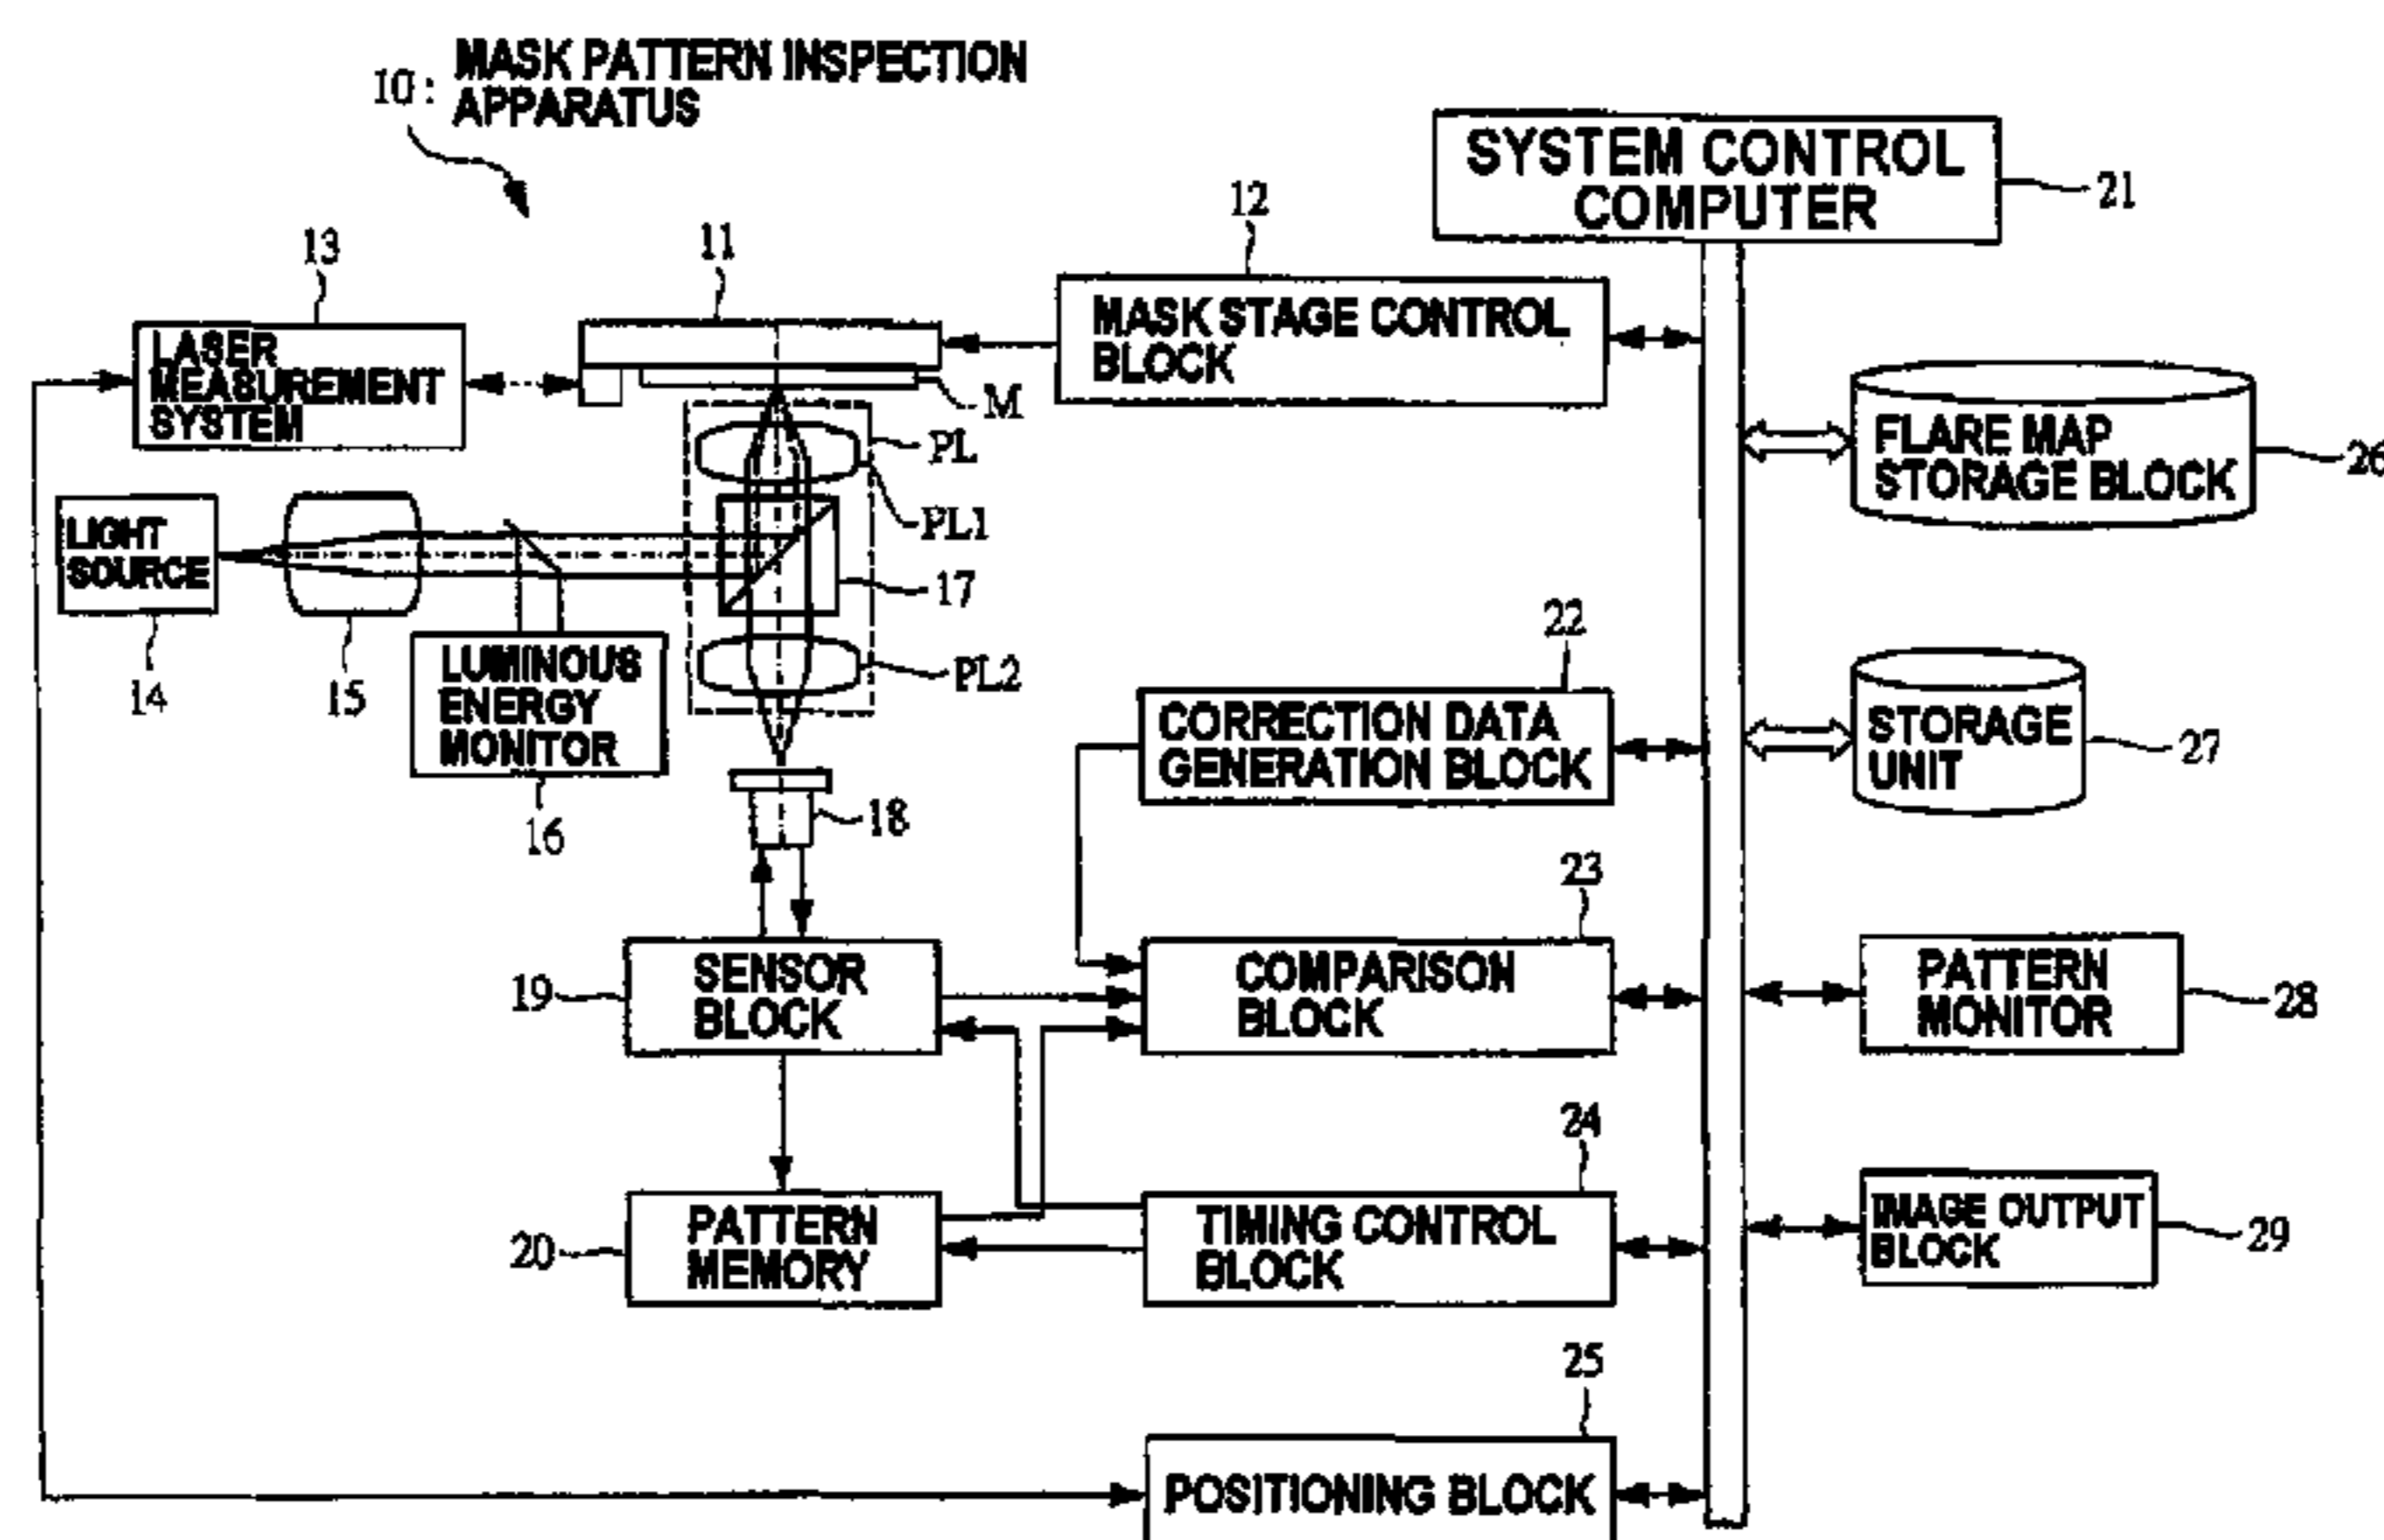 10: MASK PATTERN INSPECTION
APPARATUS
SYSTEM CONTROL
COMPUTER
21
12
11
13
MASK STAGE CONTROL
BLOCK
LASER
MEASUREMENT
SYSTEM
M
PL
FLARE MAP
STORAGE BLOCK
26
PL1
LIGHT
SOURCE
17
14
15
LUMINOUS
ENERGY
MONITOR
PL2
22
16
CORRECTION DATA
GENERATION BLOCK
STORAGE
UNIT
27
18
23
19
SENSOR
BLOCK
COMPARISON
BLOCK
PATTERN
MONITOR
28
24
20
PATTERN
MEMORY
TIMING CONTROL
BLOCK
IMAGE OUTPUT
BLOCK
29
25
POSITIONING BLOCK